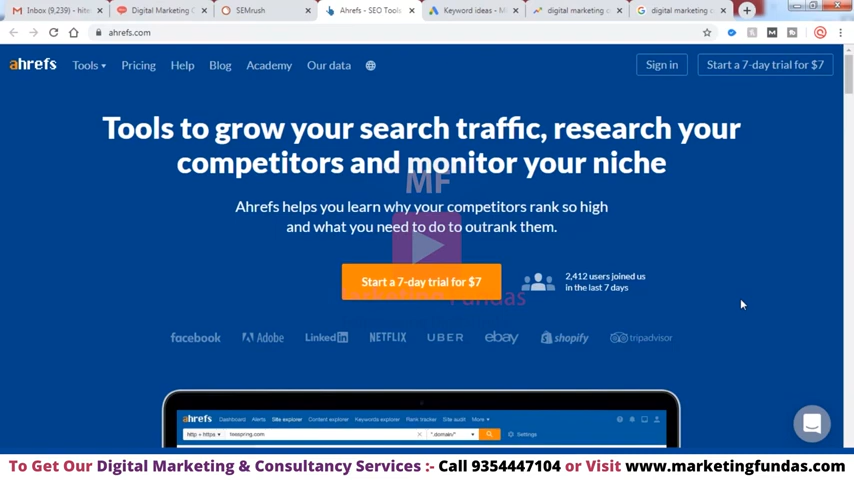 Inbox (9,239) - hite
Digital Marketing C
SEMrush
Ahrefs - SEO Tools
Keyword ideas - M
digital marketing c
digital marketing c
ahrefs.com
ahrefs
Tools
Pricing
Help
Blog
Academy
Our data
Sign in
Start a 7-day trial for $7
Tools to grow your search traffic, research your
competitors and monitor your niche
MF
Ahrefs helps you learn why your competitors rank so high
and what you need to do to outrank them.
Start a 7-day trial for $7
Fundas
2,412 users joined us
in the last 7 days
facebook
Adobe
LinkedIn
NETFLIX
UBER
ebay
shopify
tripadvisor
ahrefs
Dashboard
Alerts
Site explorer
Content explorer
Keywords explorer
Rank tracker
Site audit
More
http + https
teespring.com
*.domain/*
Settings
To Get Our Digital Marketing & Consultancy Services :- Call 9354447104 or Visit www.marketingfundas.com